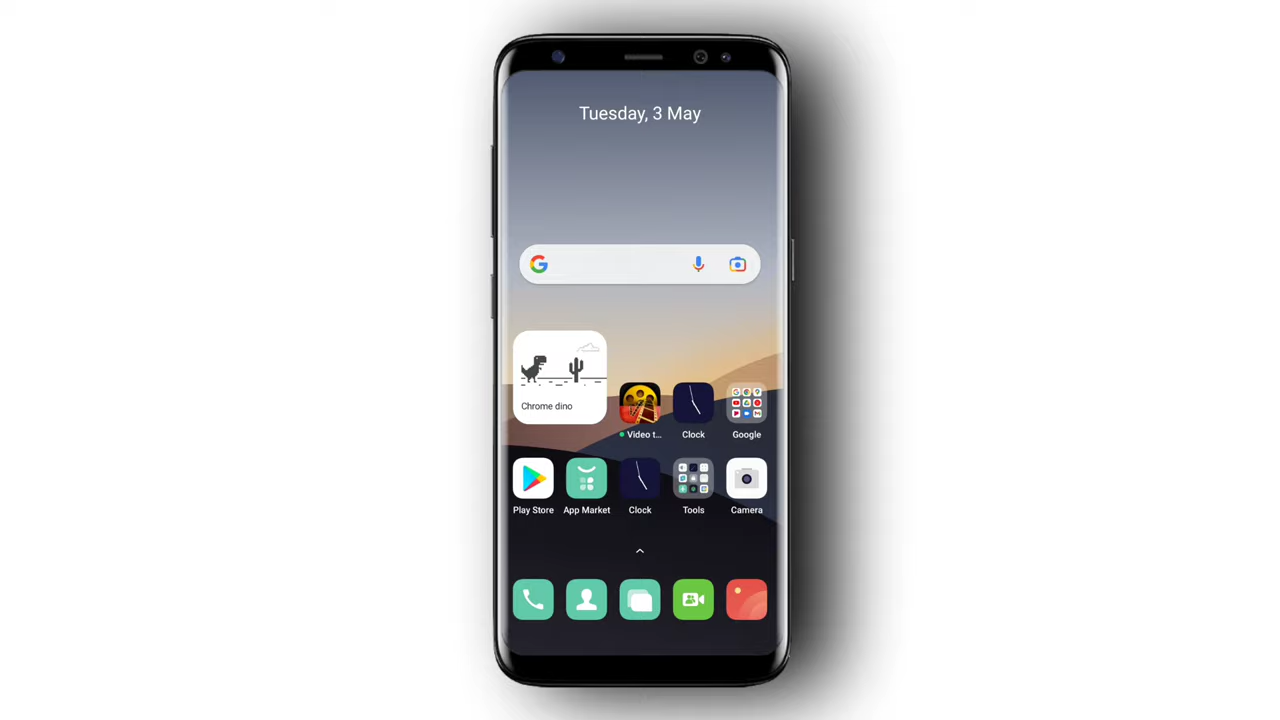 Tuesday, 3 May
Chrome dino
Video t...
Clock
Google
Play Store
App Market
Clock
Tools
Camera